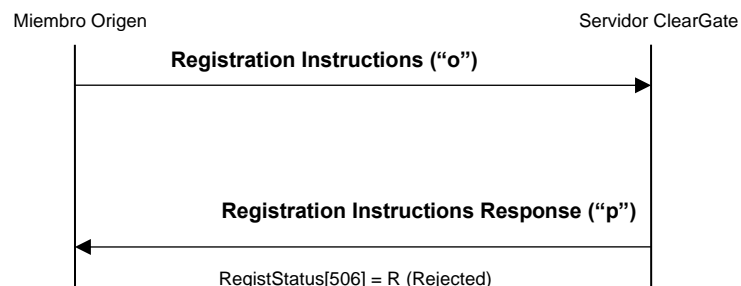 Miembro Origen
Servidor ClearGate
Registration Instructions (“o”)
Registration Instructions Response (“p”)
RegistStatus[506] = R (Rejected)